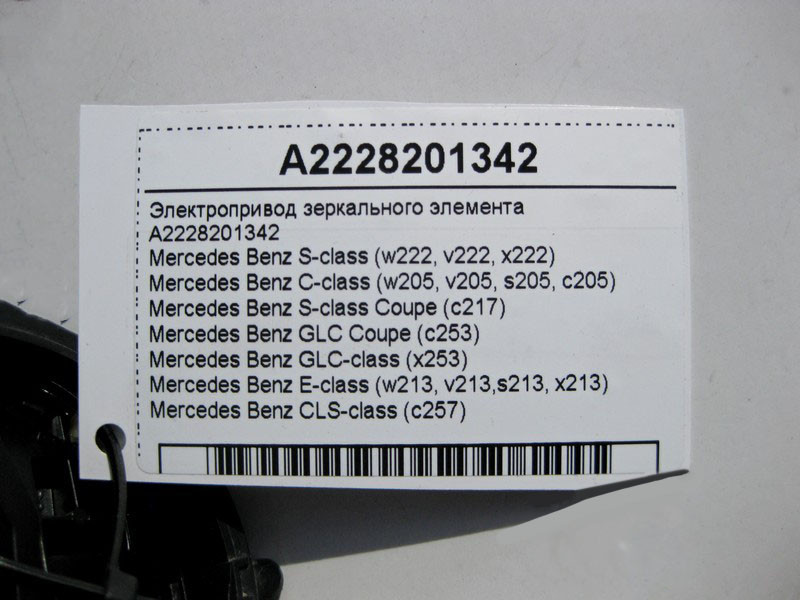 A2228201342
Электропривод зеркального элемента
A2228201342
Mercedes Benz S-class (w222, v222, x222)
Mercedes Benz C-class (w205, v205, s205, c205)
Mercedes Benz S-class Coupe (c217)
Mercedes Benz GLC Coupe (c253)
Mercedes Benz GLC-class (x253)
Mercedes Benz E-class (w213, v213,s213, x213)
Mercedes Benz CLS-class (c257)